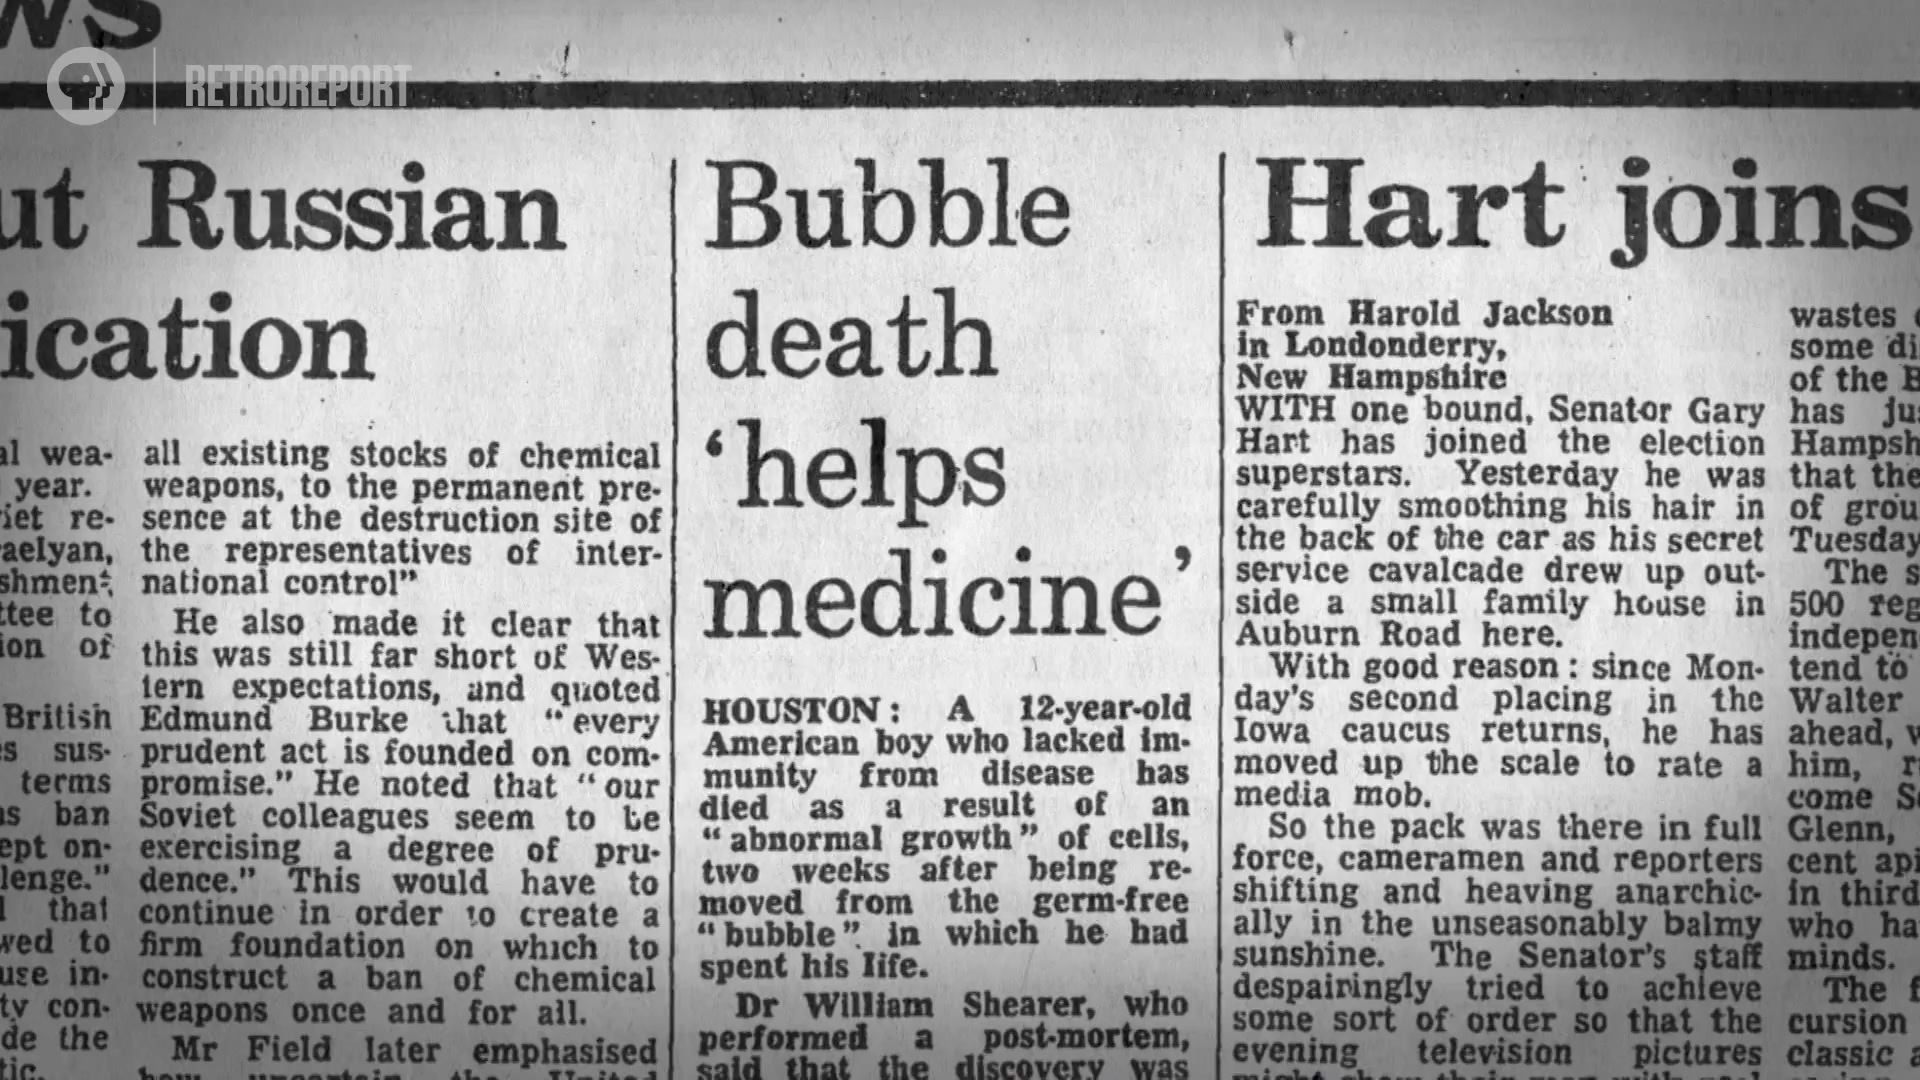 WS
RETROREPORT
ut Russian
ication
al wea-
year.
iet re-
aelyan,
shment
ttee to
ion of
British
es sus-
terms
as ban
ept on-
lenge."
l that
wed to
use in-
ty con-
de the
tic.
all existing stocks of chemical
weapons, to the permanent pre-
sence at the destruction site of
the representatives of inter-
national control"
He also made it clear that
this was still far short of Wes-
tern expectations, and quoted
Edmund Burke that "every
prudent act is founded on com-
promise." He noted that "our
Soviet colleagues seem to be
exercising a degree of pru-
dence." This would have to
continue in order to create a
firm foundation on which to
construct a ban of chemical
weapons once and for all.
Mr Field later emphasised
Bubble
death
'helps
medicine'
HOUSTON: A 12-year-old
American boy who lacked im-
munity from disease has
died as a result of an
"abnormal growth" of cells,
two weeks after being re-
moved from the germ-free
"bubble" in which he had
spent his life.
Dr William Shearer, who
performed a post-mortem,
said that the discovery was
Hart joins
From Harold Jackson
in Londonderry,
New Hampshire
WITH one bound, Senator Gary
Hart has joined the election
superstars. Yesterday he was
carefully smoothing his hair in
the back of the car as his secret
service cavalcade drew up out-
side a small family house in
Auburn Road here.
With good reason: since Mon-
day's second placing in the
Iowa caucus returns, he has
moved up the scale to rate a
media mob.
So the pack was there in full
force, cameramen and reporters
shifting and heaving anarchic-
ally in the unseasonably balmy
sunshine. The Senator's staff
despairingly tried to achieve
some sort of order so that the
evening television pictures
wastes
some di
of the B
has jus
Hampsh
that the
of grou
Tuesday
The s
500 reg
indepen
tend to
Walter
ahead, w
him, r
come Se
Glenn,
cent api
in third
who ha
minds.
The f
cursion
classic a